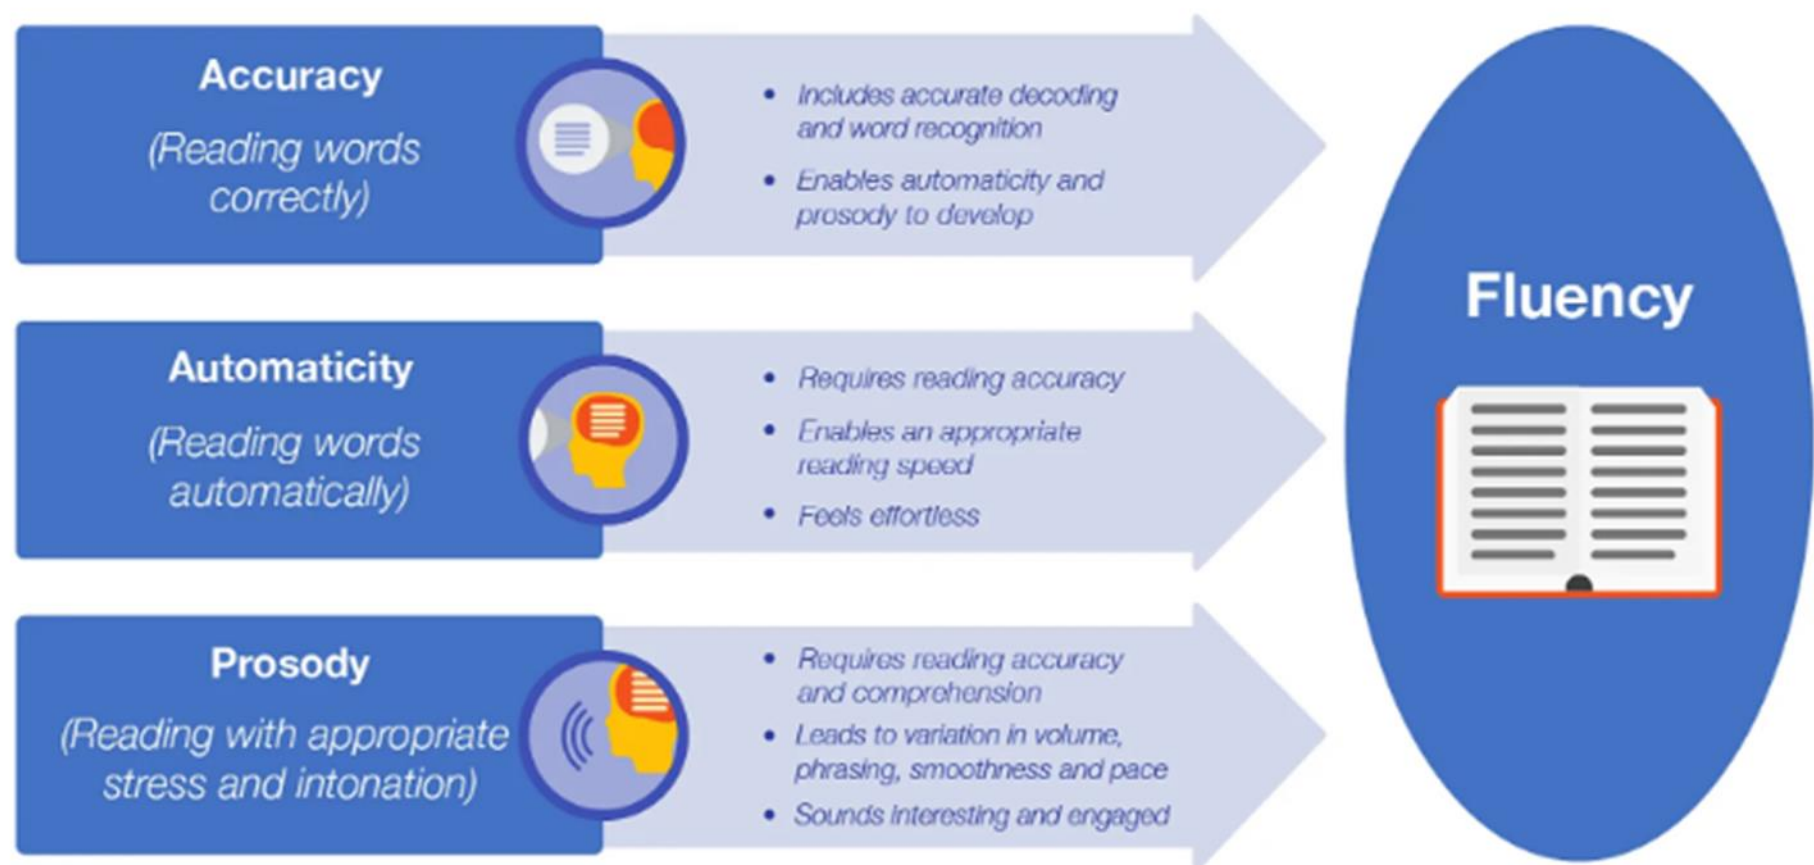 Accuracy
(Reading words
correctly)
• Includes accurate decoding
and word recognition
• Enables automaticity and
prosody to develop
Automaticity
(Reading words
automatically)
• Requires reading accuracy
• Enables an appropriate
reading speed
• Feels effortless
Prosody
(Reading with appropriate
stress and intonation)
• Requires reading accuracy
and comprehension
• Leads to variation in volume,
phrasing, smoothness and pace
• Sounds interesting and engaged
Fluency